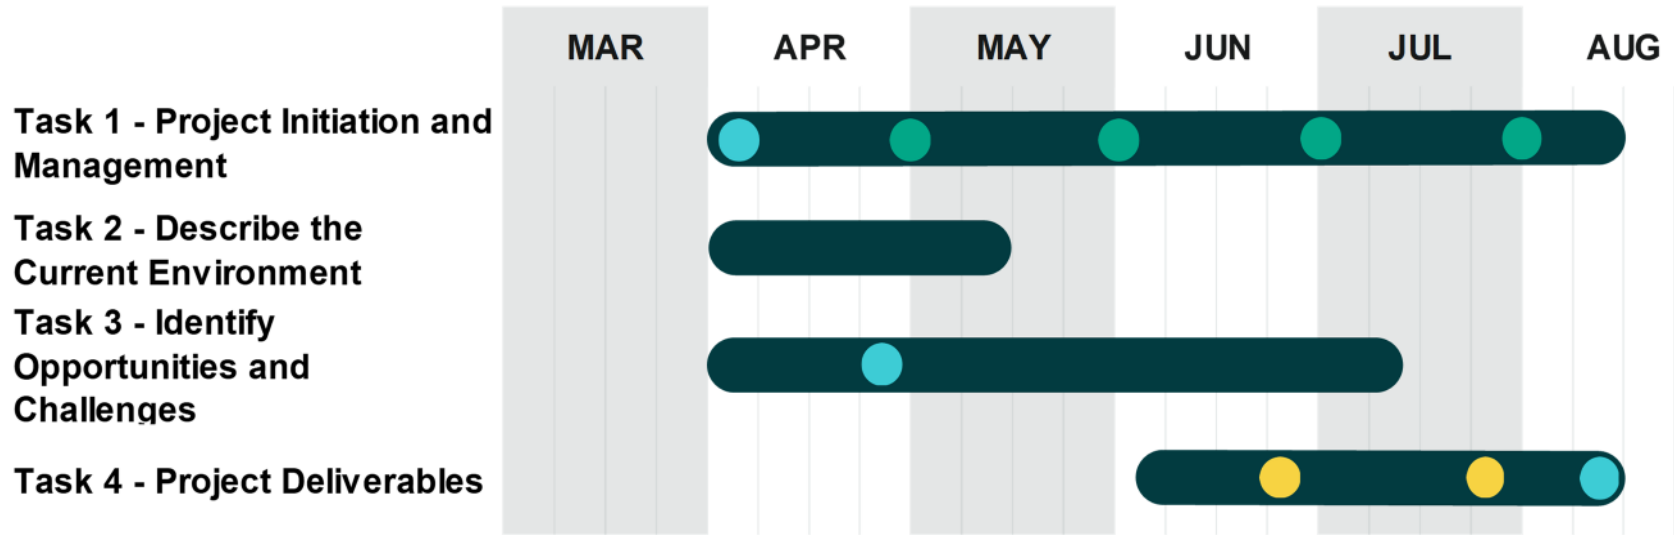 MAR APR MAY JUN JUL AUG
Task 1 - Project Initiation and
Management
Task 2 - Describe the
Current Environment
Task 3 - Identify
Opportunities and
Challenges
Task 4 - Project Deliverables